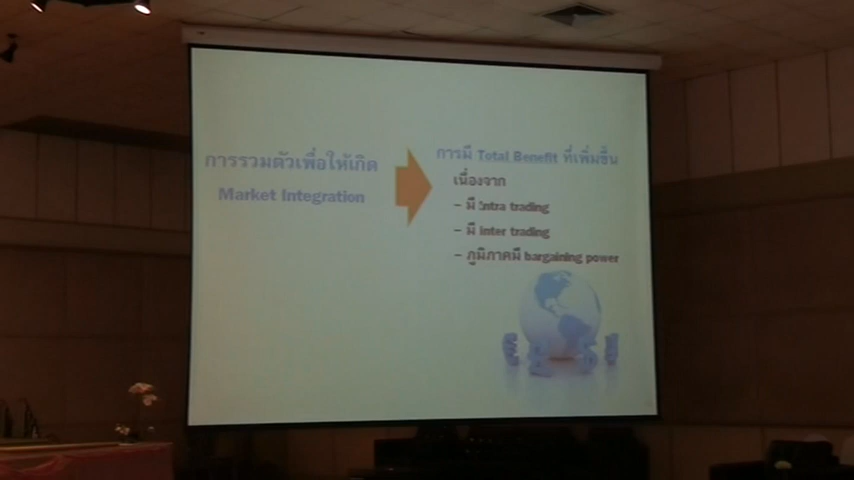 การรวมตัวเพื่อให้เกิด
Market Integration
การมี Total Benefit ที่เพิ่มขึ้น
เนื่องจาก
– มี intra trading
– มี inter trading
– ภูมิภาคมี bargaining power